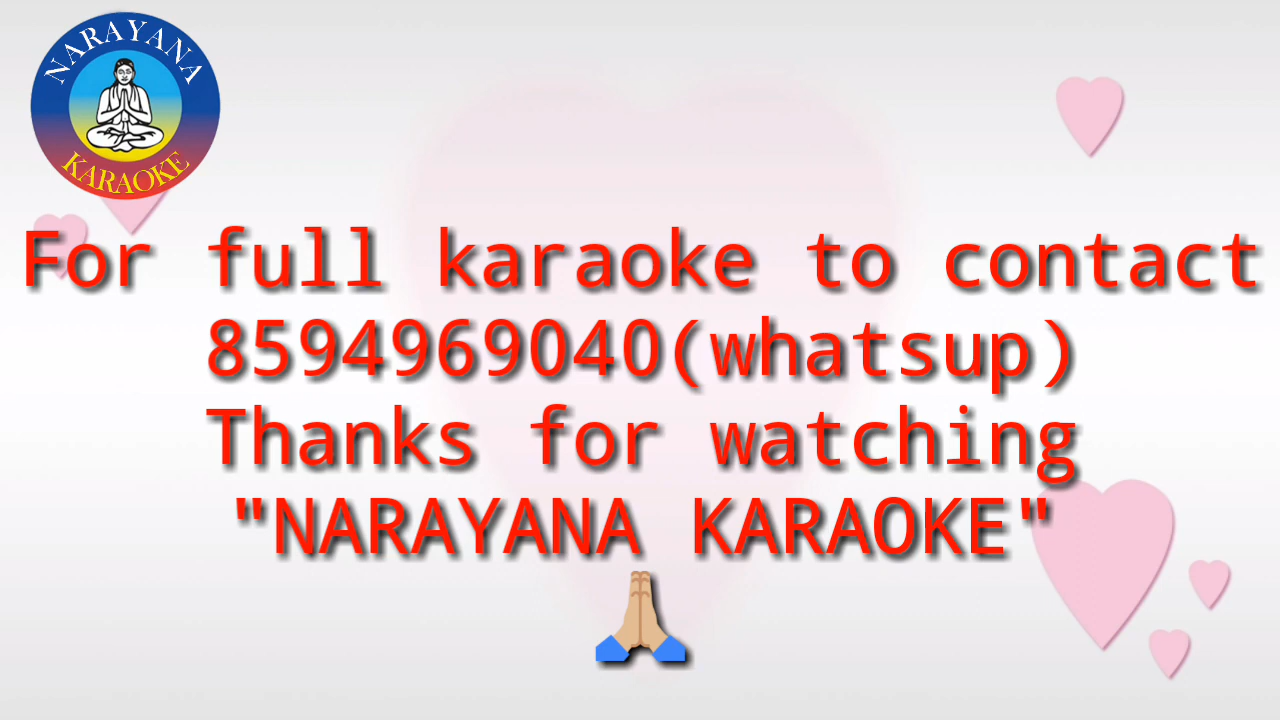 NARAYANA
KARAOKE
For full karaoke to contact
8594969040(whatsup)
Thanks for watching
"NARAYANA KARAOKE"
🙏🏼